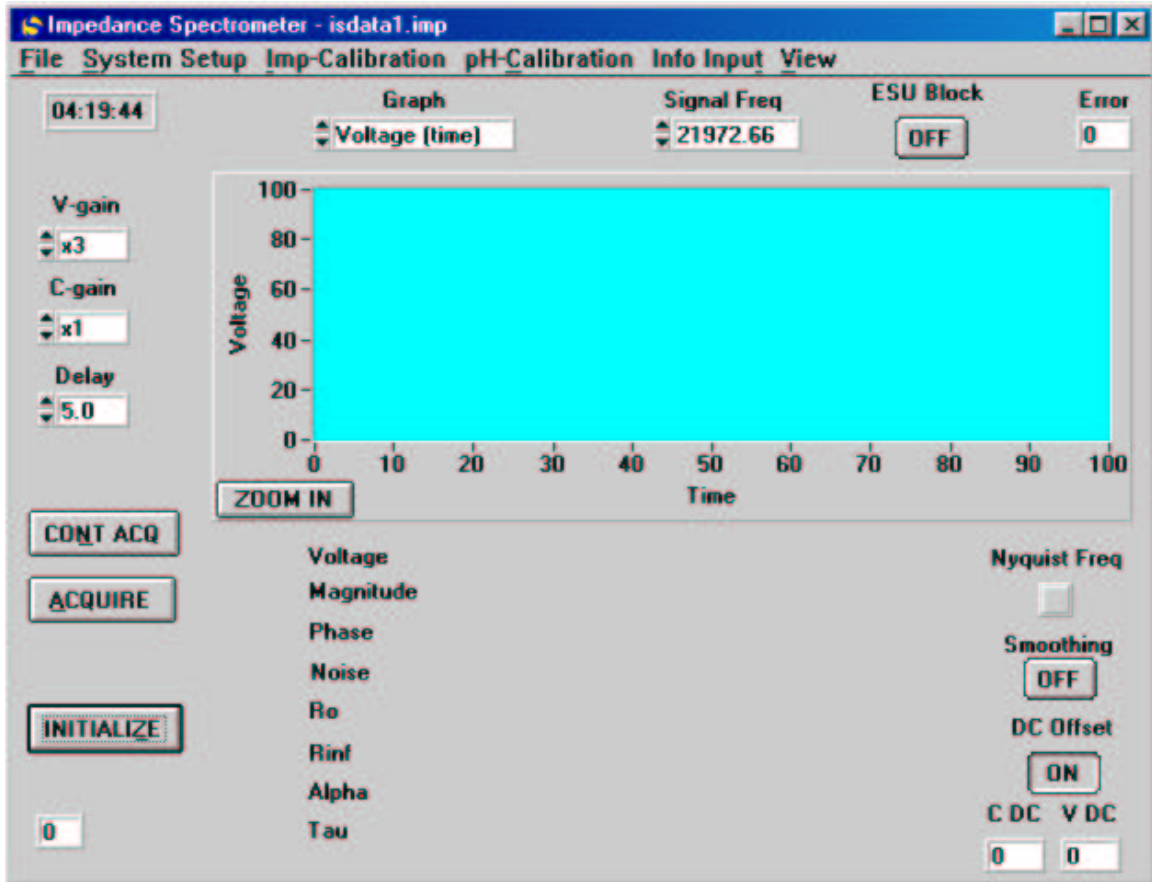 Impedance Spectrometer - isdata1.imp
File System Setup Imp-Calibration pH-Calibration Info Input View
04:19:44
Graph
Voltage (time)
Signal Freq
21972.66
ESU Block
OFF
Error
0
V-gain
x3
C-gain
x1
Delay
5.0
Voltage
100
80
60
40
20
0
0 10 20 30 40 50 60 70 80 90 100
Time
ZOOM IN
CONT ACQ
ACQUIRE
INITIALIZE
0
Voltage
Magnitude
Phase
Noise
Ro
Rinf
Alpha
Tau
Nyquist Freq
Smoothing
OFF
DC Offset
ON
C DC V DC
0 0